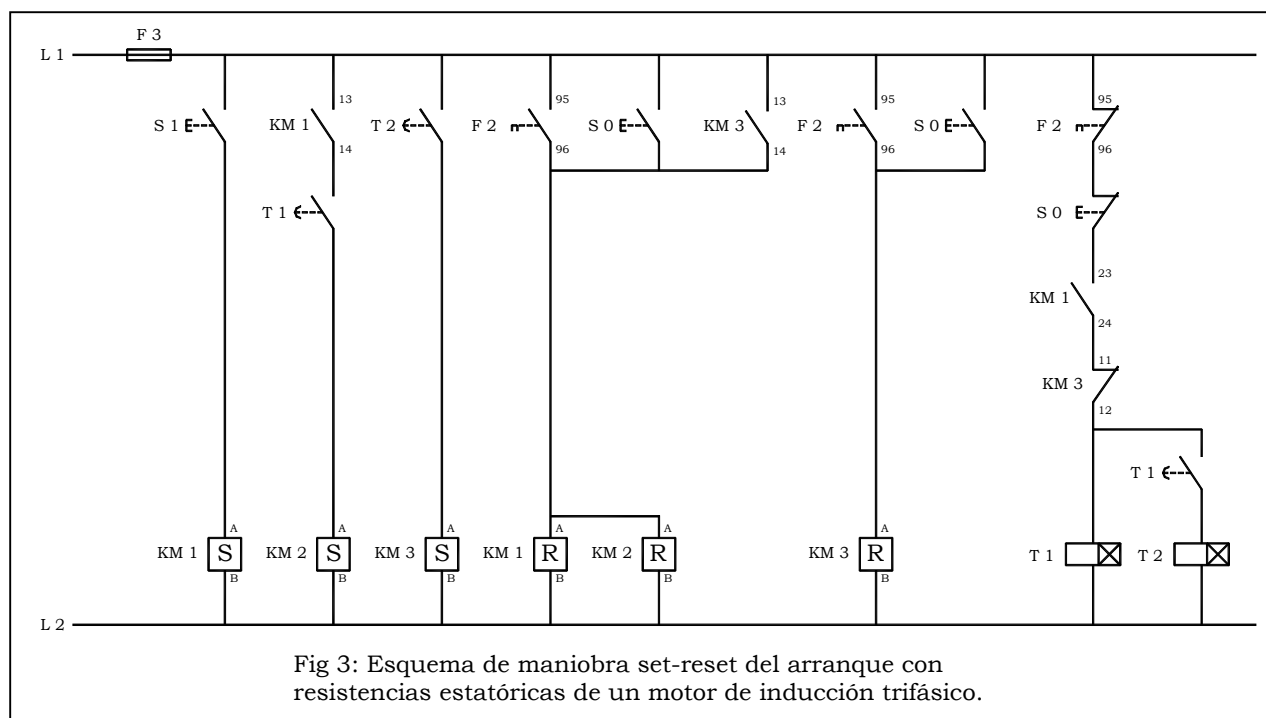 F 3
L 1
13 95 13 95 95
S 1 KM 1 T 2 F 2 S 0 KM 3 F 2 S 0 F 2
14 96 14 96 96
T 1 S 0
23
KM 1
24
11
KM 3
12
T 1
A A A A A A
KM 1 S KM 2 S KM 3 S KM 1 R KM 2 R KM 3 R T 1 T 2
B B B B B B
L 2
Fig 3: Esquema de maniobra set-reset del arranque con
resistencias estatóricas de un motor de inducción trifásico.